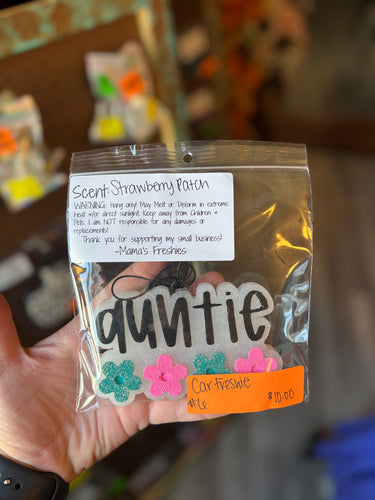 Scent: Strawberry Patch
WARNING: Hang only! May Melt or Deform in extreme
heat &/or direct sunlight. Keep away from Children &
Pets. I am NOT responsible for any damages or
replacements!
Thank you for supporting my small business!
-Mama's Freshies
auntie
Car Freshie
#6
$10.00